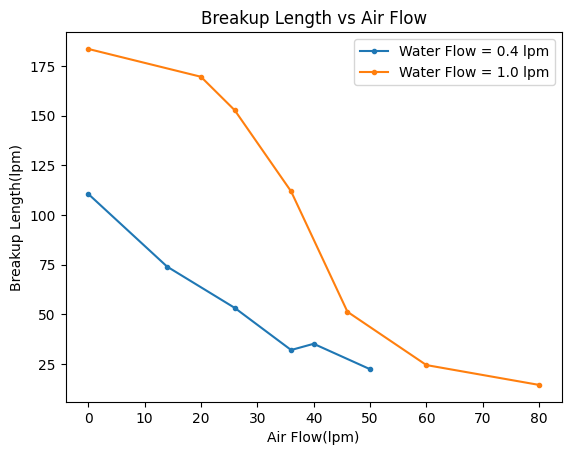 Breakup Length vs Air Flow
Water Flow = 0.4 lpm
Water Flow = 1.0 lpm
Breakup Length(lpm)
175
150
125
100
75
50
25
0 10 20 30 40 50 60 70 80
Air Flow(lpm)